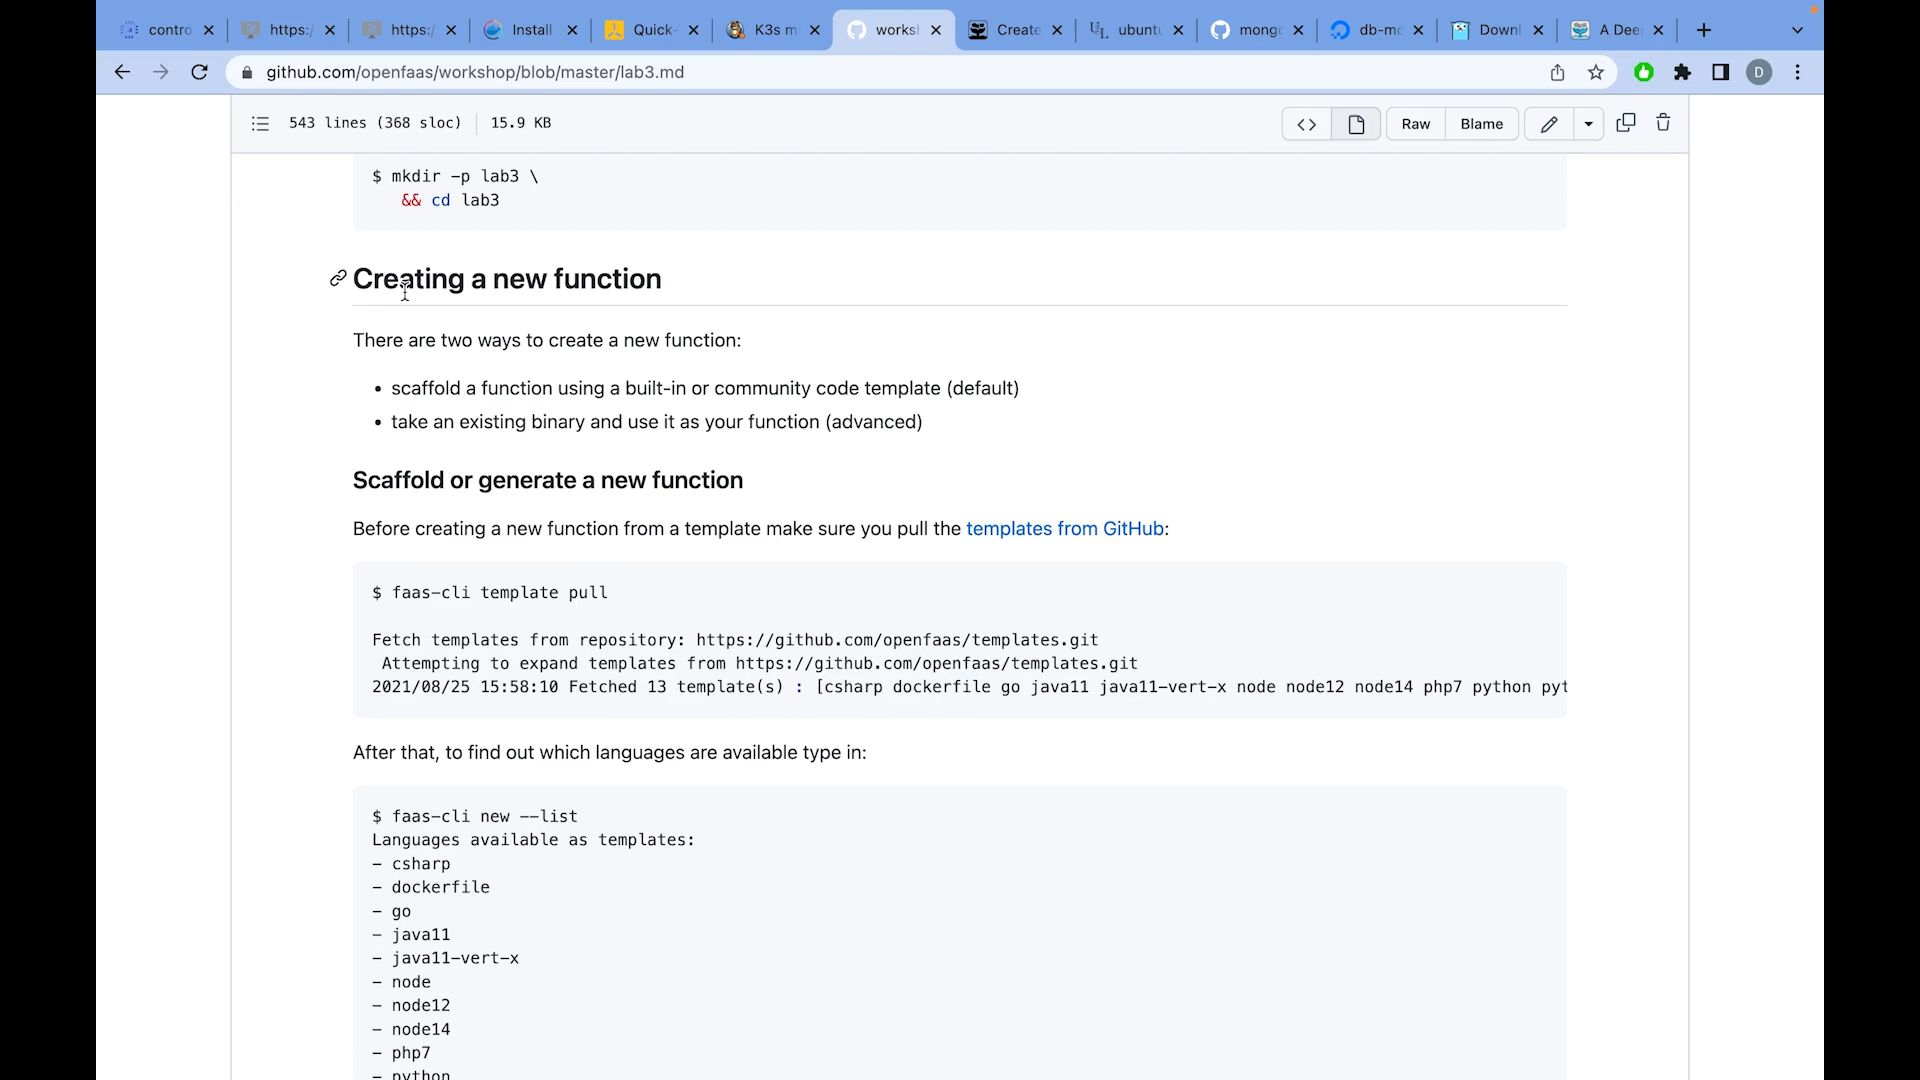 contro
https:/
https:/
Install
Quick-
K3s m
works
Create
ubunt
mong
db-mo
Downl
A Dee
github.com/openfaas/workshop/blob/master/lab3.md
D
543 lines (368 sloc)
15.9 KB
Raw
Blame
$ mkdir -p lab3 \
&& cd lab3
Creating a new function
There are two ways to create a new function:
• scaffold a function using a built-in or community code template (default)
• take an existing binary and use it as your function (advanced)
Scaffold or generate a new function
Before creating a new function from a template make sure you pull the templates from GitHub:
$ faas-cli template pull
Fetch templates from repository: https://github.com/openfaas/templates.git
Attempting to expand templates from https://github.com/openfaas/templates.git
2021/08/25 15:58:10 Fetched 13 template(s) : [csharp dockerfile go java11 java11-vert-x node node12 node14 php7 python pyt
After that, to find out which languages are available type in:
$ faas-cli new --list
Languages available as templates:
- csharp
- dockerfile
- go
- java11
- java11-vert-x
- node
- node12
- node14
- php7
- python